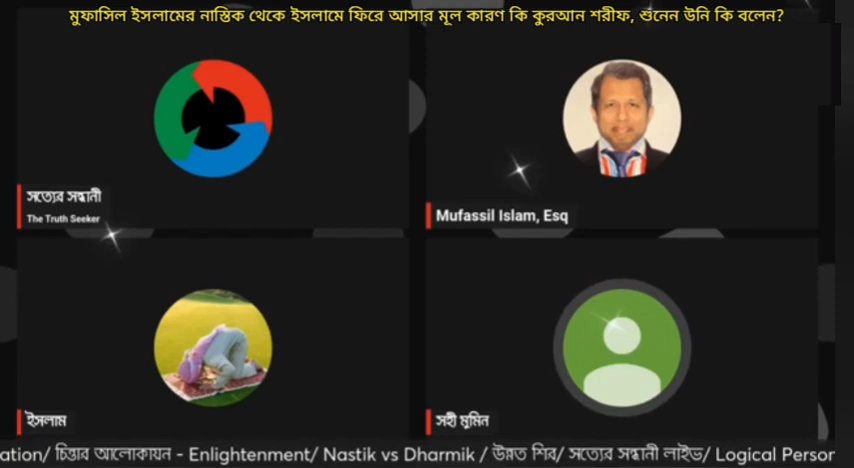 মুফাসিল ইসলামের নাস্তিক থেকে ইসলামে ফিরে আসার মূল কারণ কি কুরআন শরীফ, শুনেন উনি কি বলেন?
সত্যের সন্ধানী
The Truth Seeker
Mufassil Islam, Esq
ইসলাম
সহী মুমিন
ation/ চিন্তার আলোকায়ন - Enlightenment/ Nastik vs Dharmik / উন্নত শির/ সত্যের সন্ধানী লাইভ/ Logical Person